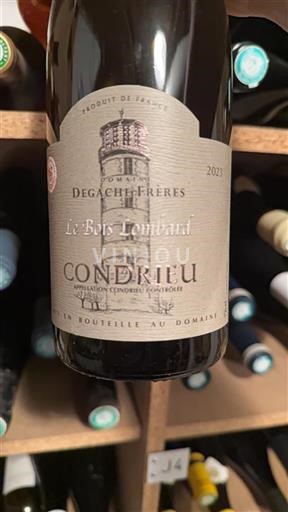 PRODUIT DE FRANCE
2023
DOMAINE
DEGACHE FRÈRES
Le Bois Lombard
VINOU
CONDRIEU
APPELLATION CONDRIEU CONTRÔLÉE
EN BOUTEILLE AU DOMAINE
J4